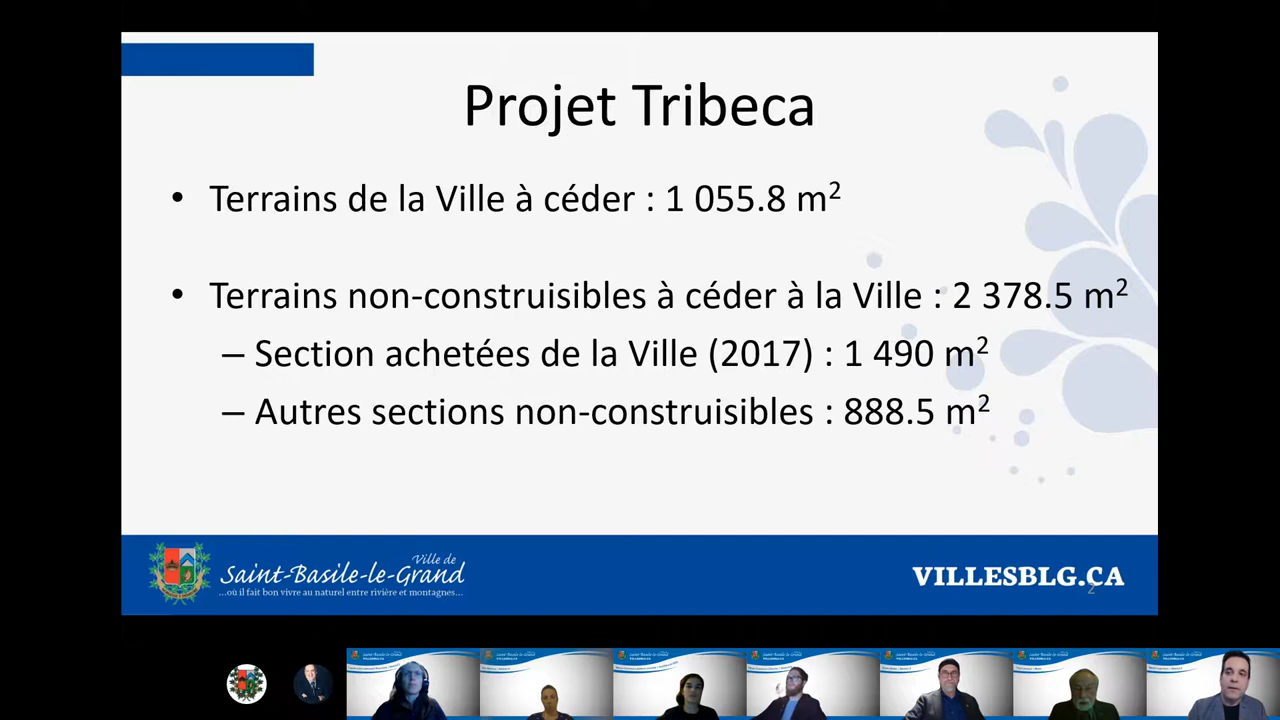 Projet Tribeca
• Terrains de la Ville à céder : 1 055.8 m²
• Terrains non-construisibles à céder à la Ville : 2 378.5 m²
– Section achetées de la Ville (2017) : 1 490 m²
– Autres sections non-construisibles : 888.5 m²
Ville de
Saint-Basile-le-Grand
...où il fait bon vivre au naturel entre rivière et montagnes...
VILLESBLG.CA
2